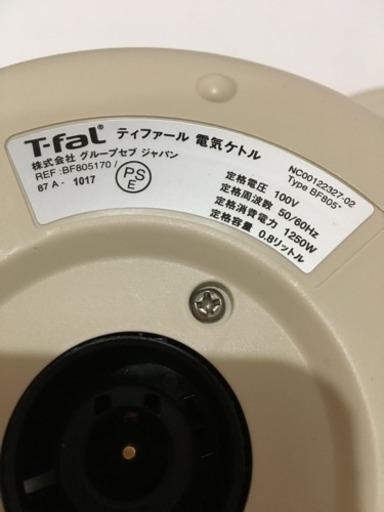 T-fal ティファール 電気ケトル
株式会社 グループセブ ジャパン
REF :BF805170 /
87 A - 1017
PS
E
NC00122327-02
Type BF805*
定格電圧 100V
定格周波数 50/60Hz
定格消費電力 1250W
定格容量 0.8リットル